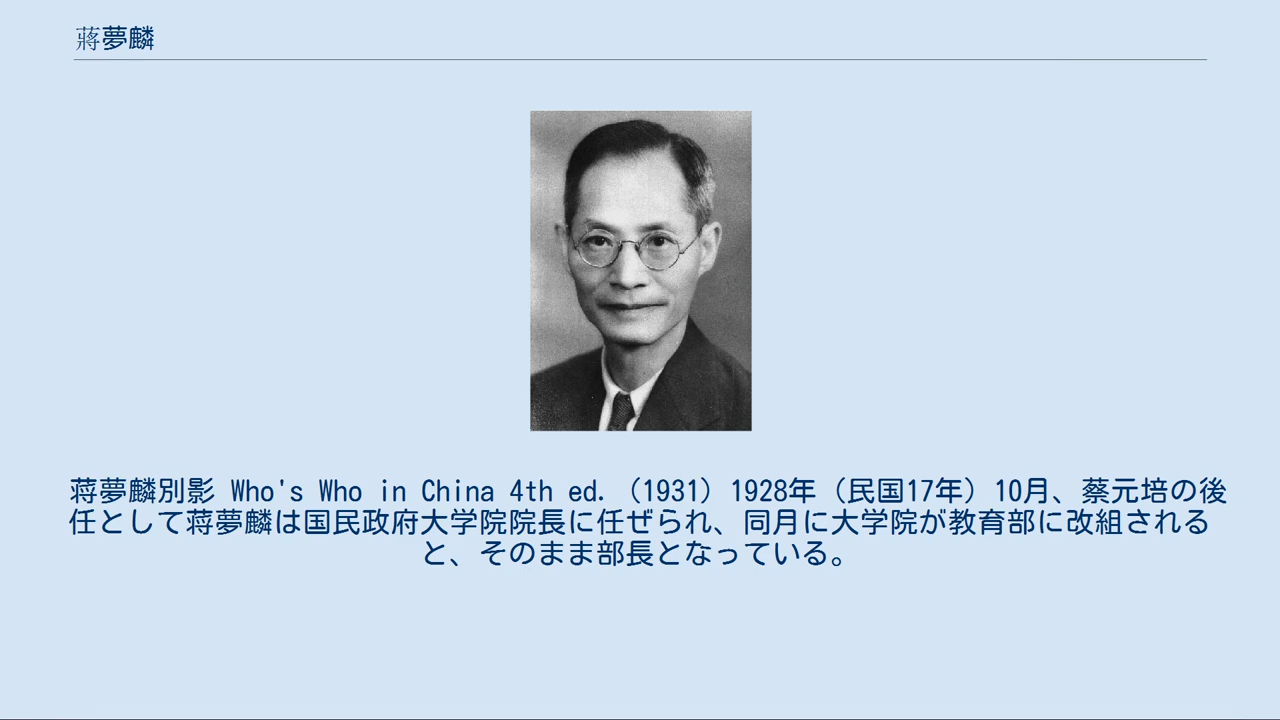 蔣夢麟
蒋夢麟別影 Who's Who in China 4th ed. (1931) 1928年（民国17年）10月、蔡元培の後
任として蒋夢麟は国民政府大学院院長に任ぜられ、同月に大学院が教育部に改組される
と、そのまま部長となっている。